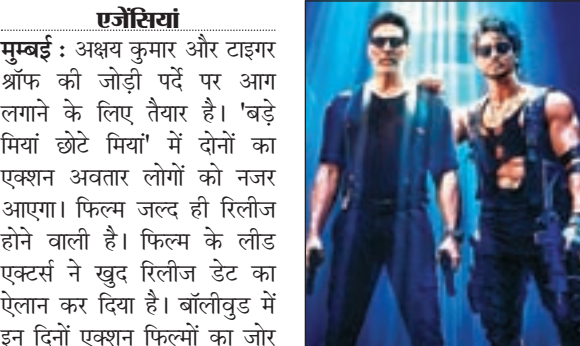 एजेंसियां
मुम्बई : अक्षय कुमार और टाइगर
श्रॉफ की जोड़ी पर्दे पर आग
लगाने के लिए तैयार है। 'बड़े
मियां छोटे मियां' में दोनों का
एक्शन अवतार लोगों को नजर
आएगा। फिल्म जल्द ही रिलीज
होने वाली है। फिल्म के लीड
एक्टर्स ने खुद रिलीज डेट का
ऐलान कर दिया है। बॉलीवुड में
इन दिनों एक्शन फिल्मों का जोर